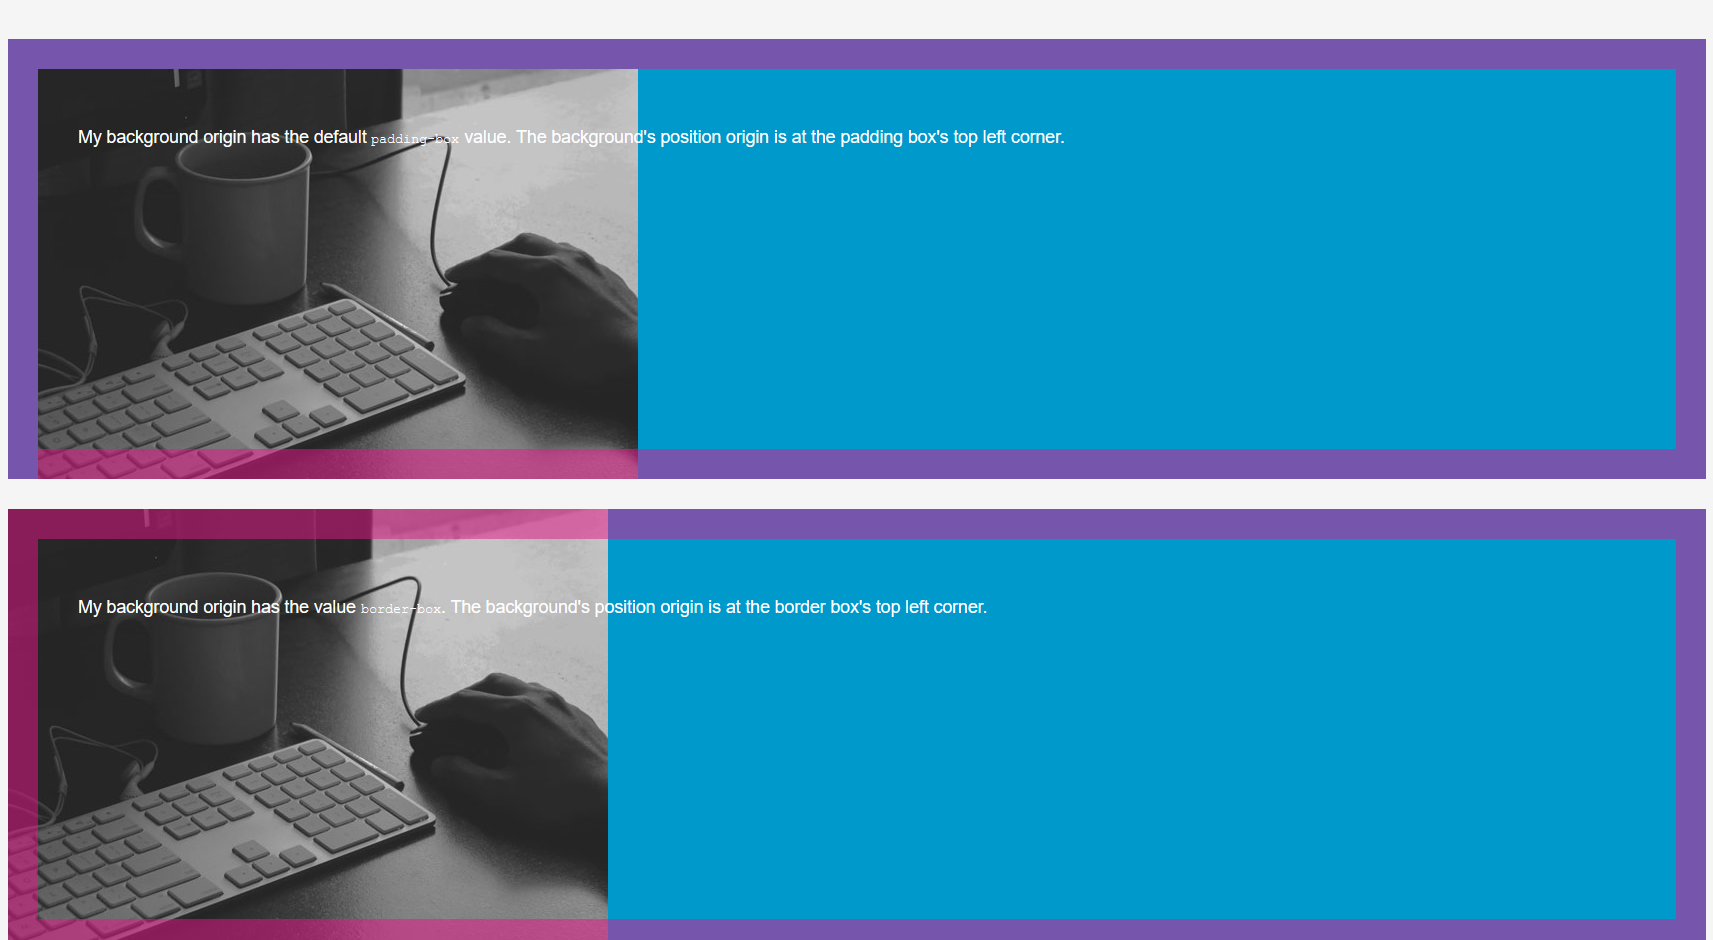 My background origin has the default padding-box value. The background's position origin is at the padding box's top left corner.
My background origin has the value border-box. The background's position origin is at the border box's top left corner.